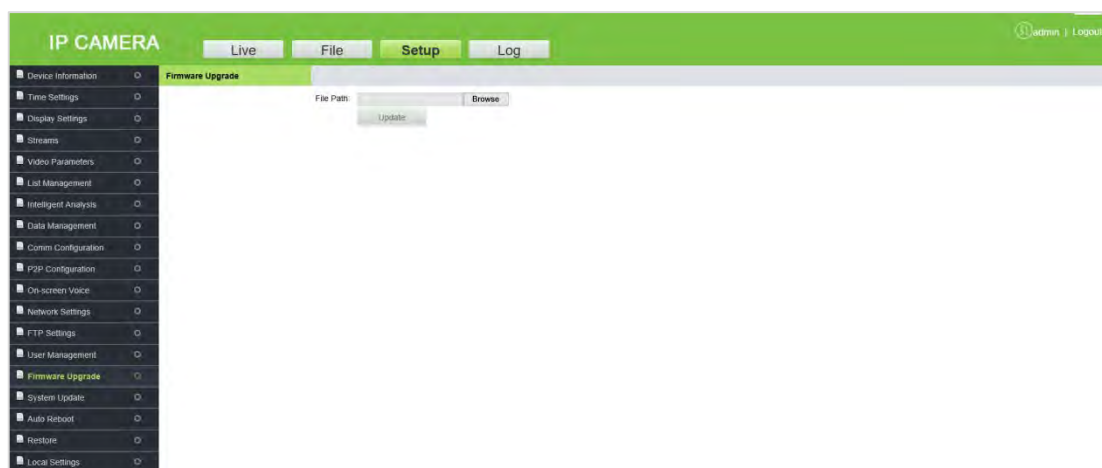 IP CAMERA
Live File Setup Log
admin | Logout
Device Information
Time Settings
Display Settings
Streams
Video Parameters
List Management
Intelligent Analysis
Data Management
Comm Configuration
P2P Configuration
On-screen Voice
Network Settings
FTP Settings
User Management
Firmware Upgrade
System Update
Auto Reboot
Restore
Local Settings
Firmware Upgrade
File Path: Browse
Update